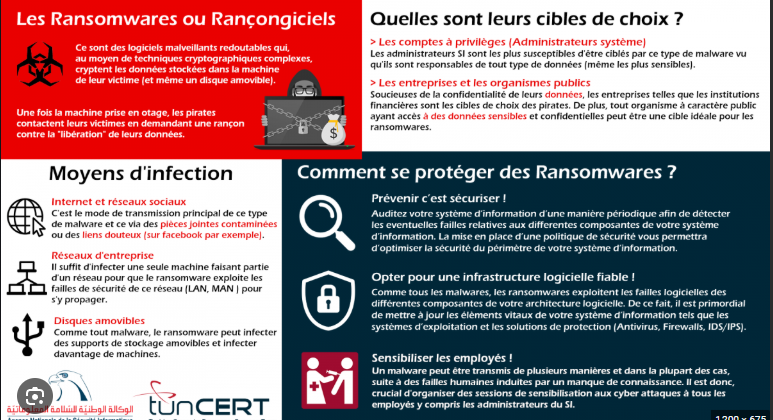 Les Ransomwares ou Rançongiciels
Ce sont des logiciels malveillants redoutables qui,
au moyen de techniques cryptographiques complexes,
cryptent les données stockées dans la machine
de leur victime (et même un disque amovible).
Une fois la machine prise en otage, les pirates
contactent leurs victimes en demandant une rançon
contre la "libération" de leurs données.
Quelles sont leurs cibles de choix ?
> Les comptes à privilèges (Administrateurs système)
Les administrateurs SI sont les plus susceptibles d'être ciblés par ce type de malware vu
qu'ils sont responsables de tout type de données (même les plus sensibles).
> Les entreprises et les organismes publics
Soucieuses de la confidentialité de leurs données, les entreprises telles que les institutions
financières sont les cibles de choix des pirates. De plus, tout organisme à caractère public
ayant accès à des données sensibles et confidentielles peut être une cible idéale pour les
ransomwares.
Moyens d'infection
Internet et réseaux sociaux
C'est le mode de transmission principal de ce type
de malware et ce via des pièces jointes contaminées
ou des liens douteux (sur facebook par exemple).
Réseaux d'entreprise
Il suffit d'infecter une seule machine faisant partie
d'un réseau pour que le ransomware exploite les
failles de sécurité de ce réseau (LAN, MAN ) pour
s'y propager.
Disques amovibles
Comme tout malware, le ransomware peut infecter
des supports de stockage amovibles et infecter
davantage de machines.
الوكالة الوطنية للسلامة المعلوماتية
Agence Nationale de la Sécurité Informatique
tunCERT
Comment se protéger des Ransomwares ?
Prévenir c'est sécuriser !
Auditez votre système d'information d'une manière périodique afin de détecter
les eventuelles failles relatives aux differentes composantes de votre système
d'information. La mise en place d'une politique de sécurité vous permettra
d'optimiser la sécurité du périmètre de votre système d'information.
Opter pour une infrastructure logicielle fiable !
Comme tous les malwares, les ransomwares exploitent les failles logicielles des
différentes composantes de votre architecture logicielle. De ce fait, il est primordial
de mettre à jour les élèments vitaux de votre système d'information tels que les
systèmes d'exploitation et les solutions de protection (Antivirus, Firewalls, IDS/IPS).
Sensibiliser les employés !
Un malware peut être transmis de plusieurs manières et dans la plupart des cas,
suite à des failles humaines induites par un manque de connaissance. Il est donc,
crucial d'organiser des sessions de sensibilisation aux cyber attaques à tous les
employés y compris les administrateurs du SI.
1200 × 675